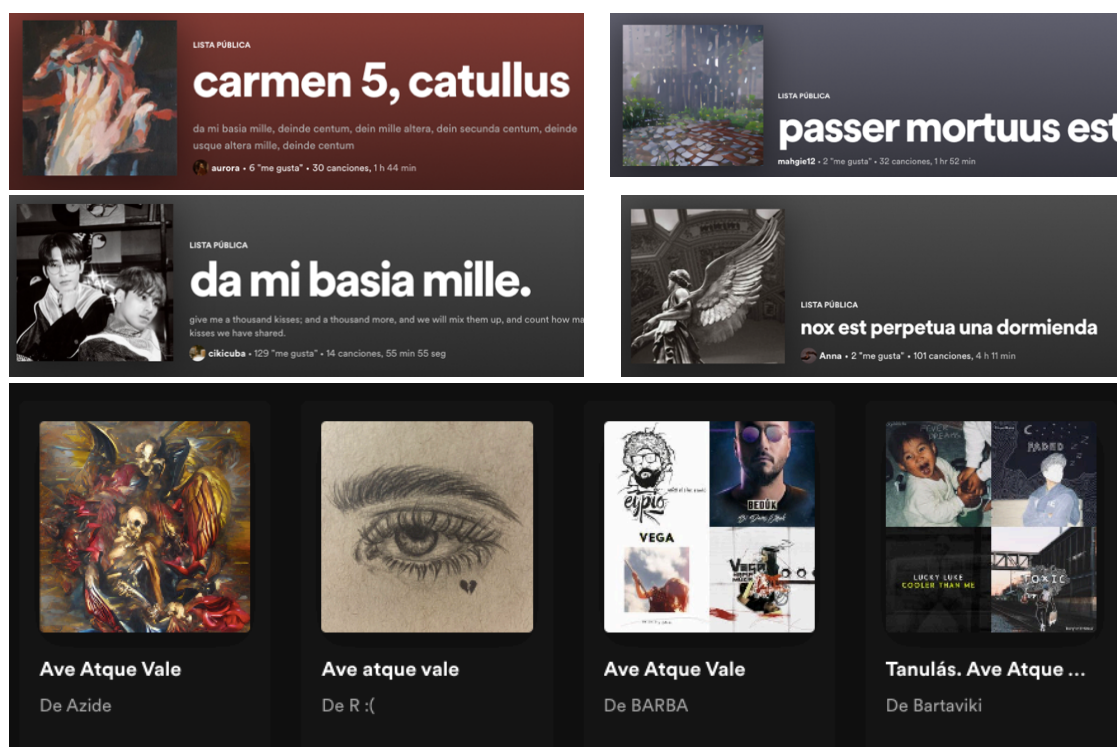 LISTA PÚBLICA
carmen 5, catullus
da mi basia mille, deinde centum, dein mille altera, dein secunda centum, deinde
usque altera mille, deinde centum
aurora • 6 "me gusta" • 30 canciones, 1 h 44 min
LISTA PÚBLICA
passer mortuus est
mahgie12 • 2 "me gusta" • 32 canciones, 1 hr 52 min
LISTA PÚBLICA
da mi basia mille.
give me a thousand kisses; and a thousand more, and we will mix them up, and count how ma
kisses we have shared.
cikicuba • 129 "me gusta" • 14 canciones, 55 min 55 seg
LISTA PÚBLICA
nox est perpetua una dormienda
Anna • 2 "me gusta" • 101 canciones, 4 h 11 min
eypio
BEDÜK
VEGA
VEGA
FEVER DREAMS
FADED
LUCKY LUKE
COOLER THAN ME
TOXIC
Ave Atque Vale
De Azide
Ave atque vale
De R :(
Ave Atque Vale
De BARBA
Tanulás. Ave Atque ...
De Bartaviki